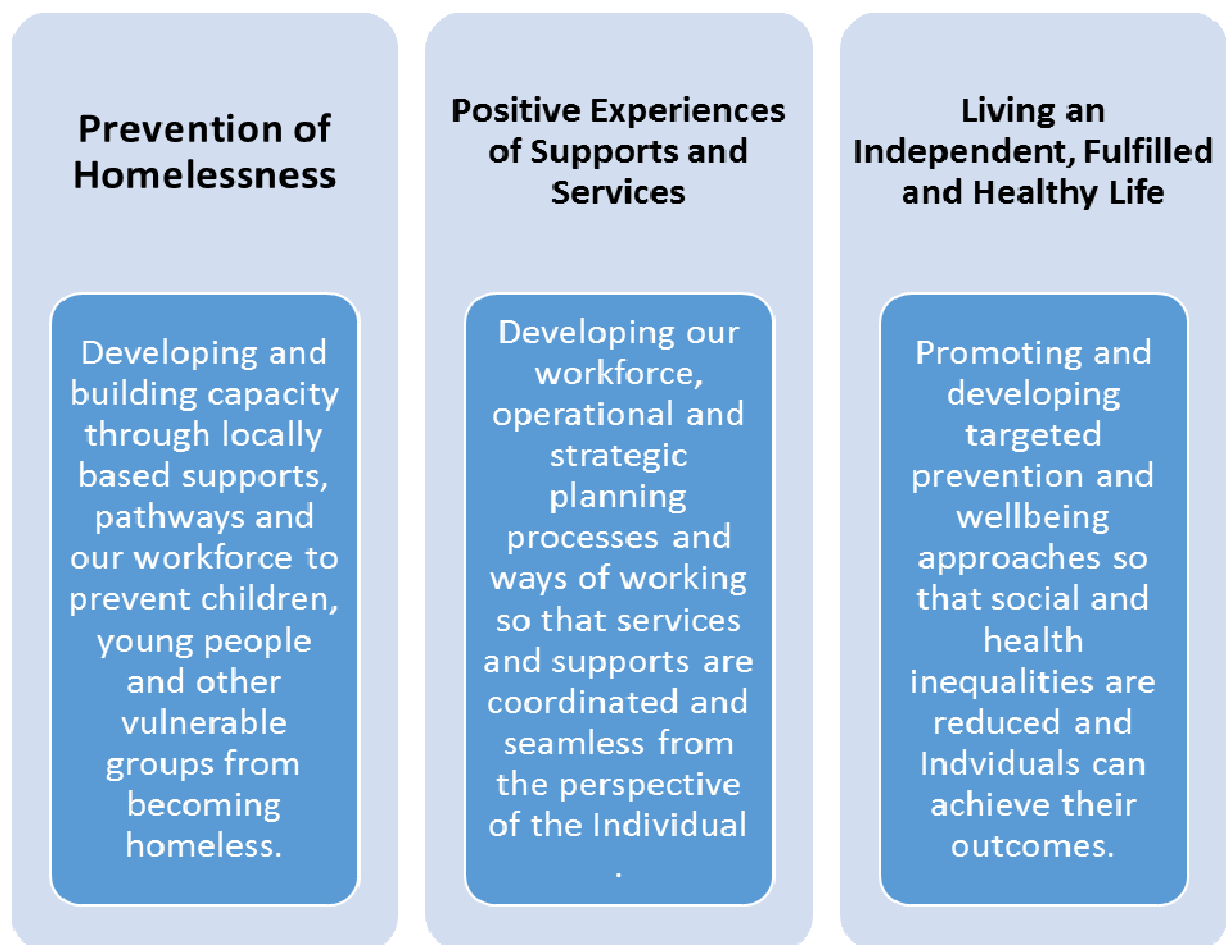 Prevention of
Homelessness
Developing and
building capacity
through locally
based supports,
pathways and
our workforce to
prevent children,
young people
and other
vulnerable
groups from
becoming
homeless.
Positive Experiences
of Supports and
Services
Developing our
workforce,
operational and
strategic
planning
processes and
ways of working
so that services
and supports are
coordinated and
seamless from
the perspective
of the Individual
.
Living an
Independent, Fulfilled
and Healthy Life
Promoting and
developing
targeted
prevention and
wellbeing
approaches so
that social and
health
inequalities are
reduced and
Indviduals can
achieve their
outcomes.